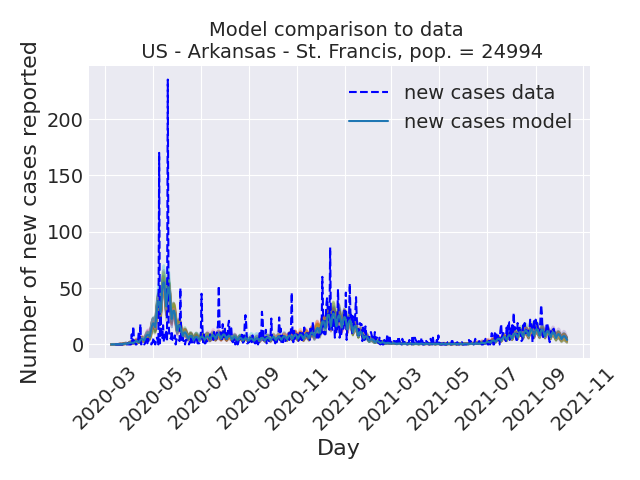 Model comparison to data
US - Arkansas - St. Francis, pop. = 24994
Number of new cases reported
200
150
100
50
0
new cases data
new cases model
2020-03
2020-05
2020-07
2020-09
2020-11
2021-01
2021-03
2021-05
2021-07
2021-09
2021-11
Day